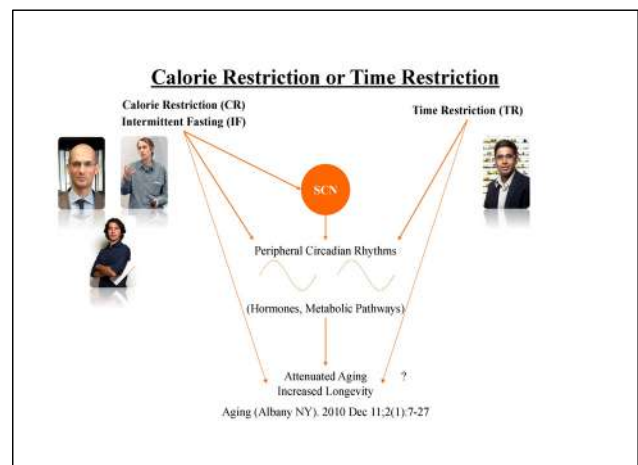 Calorie Restriction or Time Restriction
Calorie Restriction (CR)
Intermittent Fasting (IF)
Time Restriction (TR)
SCN
Peripheral Circadian Rhythms
(Hormones, Metabolic Pathways)
Attenuated Aging ?
Increased Longevity
Aging (Albany NY). 2010 Dec 11;2(1):7-27